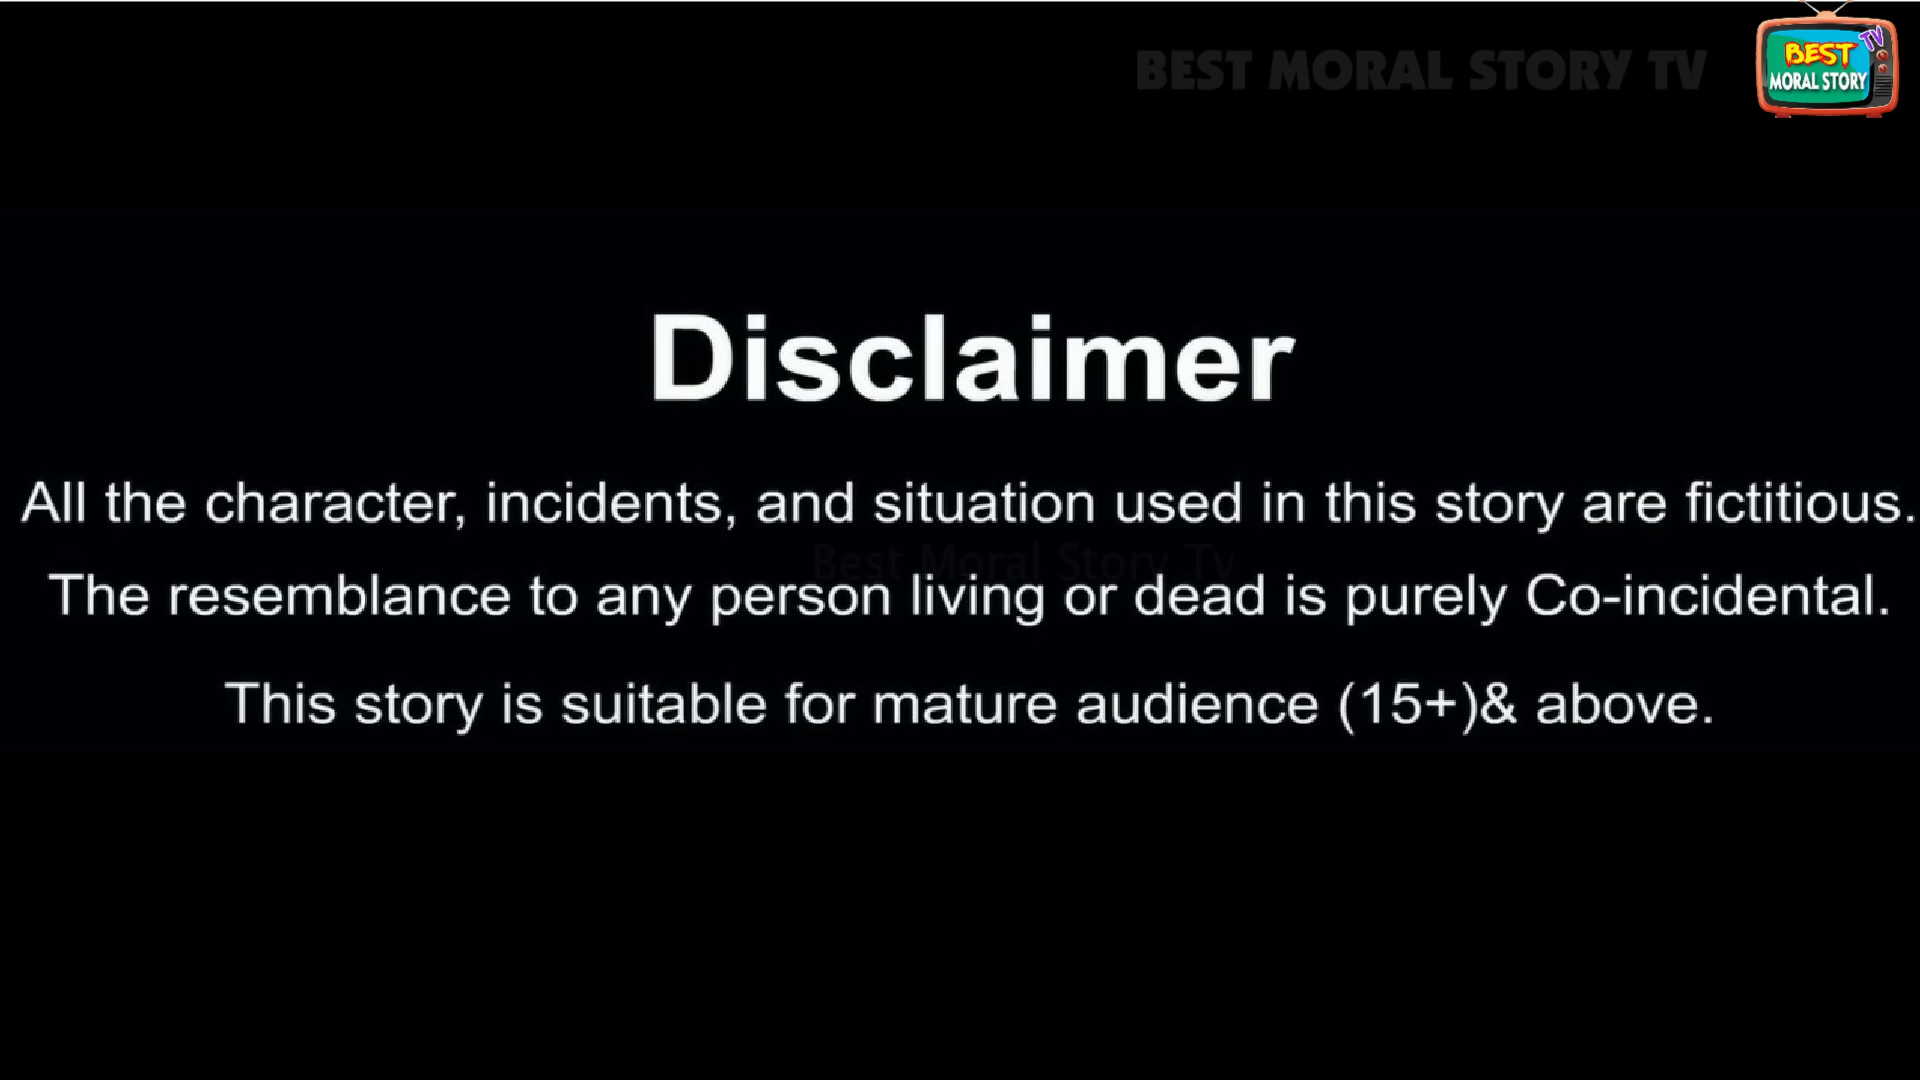 BEST MORAL STORY TV
BEST TV
MORAL STORY
Disclaimer
All the character, incidents, and situation used in this story are fictitious.
Best Moral Story Tv
The resemblance to any person living or dead is purely Co-incidental.
This story is suitable for mature audience (15+)& above.